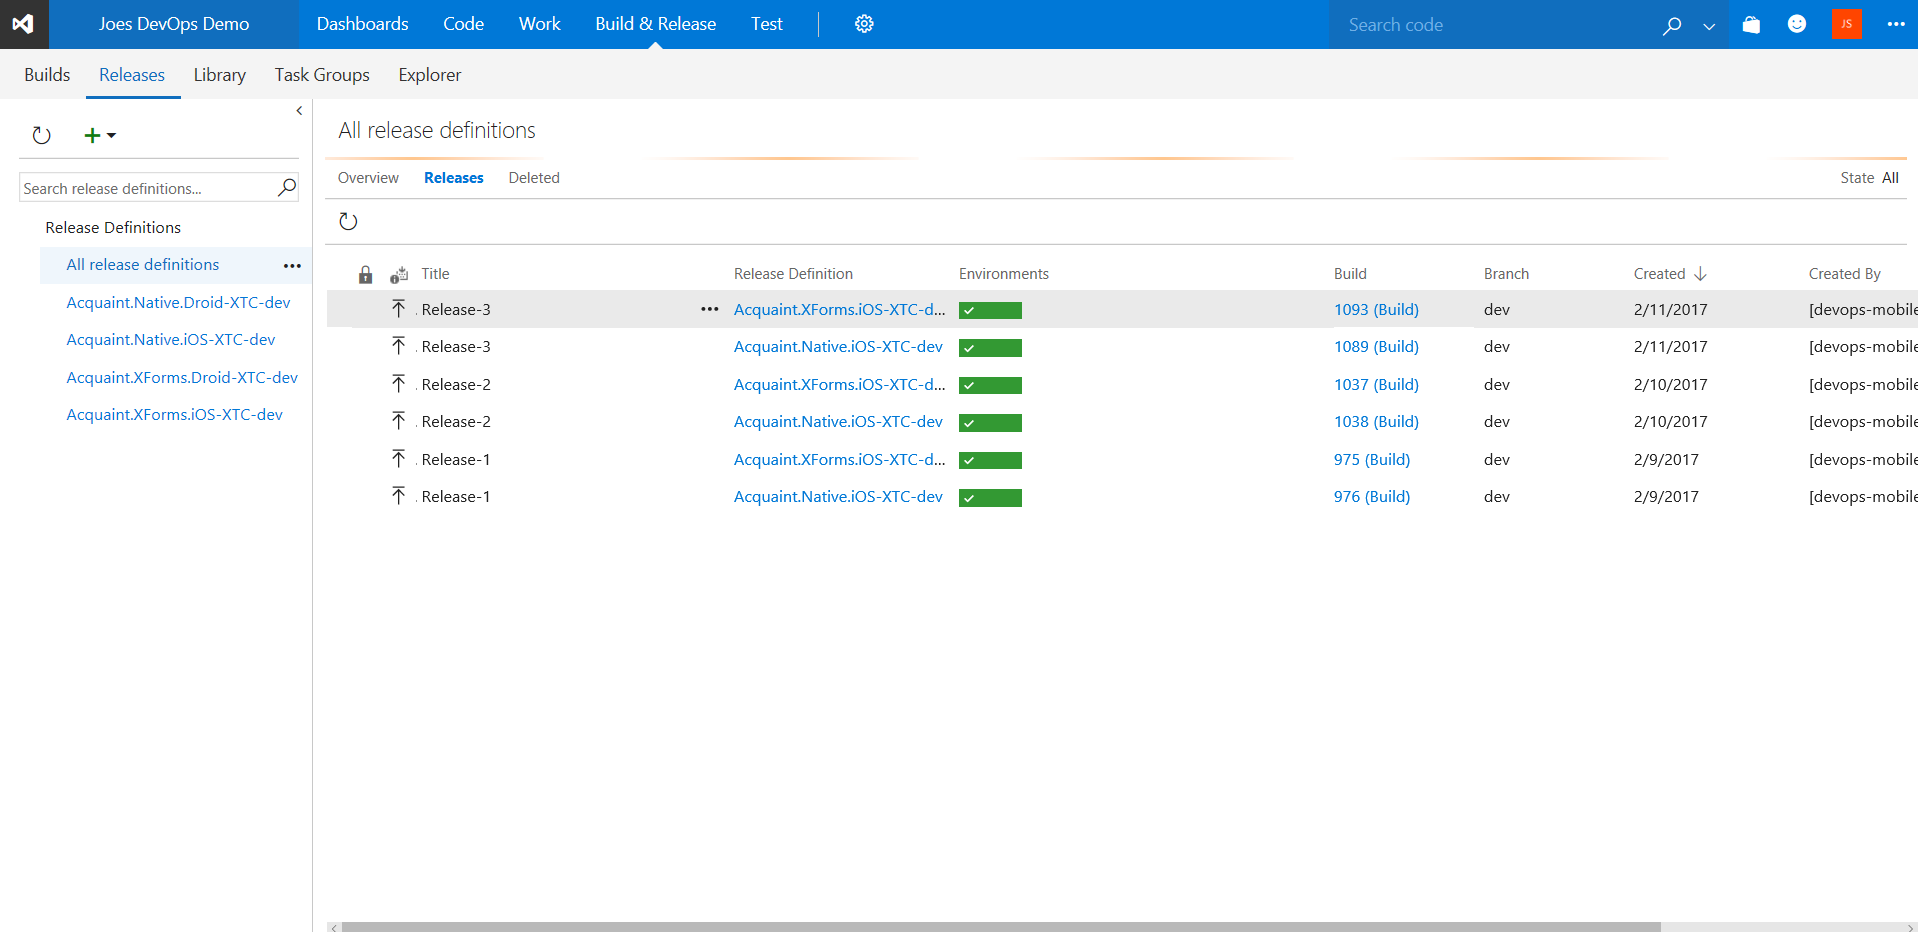 Joes DevOps Demo Dashboards Code Work Build & Release Test Search code JS
Builds Releases Library Task Groups Explorer
All release definitions
Overview Releases Deleted State All
Search release definitions...
Release Definitions
All release definitions
Acquaint.Native.Droid-XTC-dev
Acquaint.Native.iOS-XTC-dev
Acquaint.XForms.Droid-XTC-dev
Acquaint.XForms.iOS-XTC-dev
Title Release Definition Environments Build Branch Created Created By
Release-3 Acquaint.XForms.iOS-XTC-d... 1093 (Build) dev 2/11/2017 [devops-mobile
Release-3 Acquaint.Native.iOS-XTC-dev 1089 (Build) dev 2/11/2017 [devops-mobile
Release-2 Acquaint.XForms.iOS-XTC-d... 1037 (Build) dev 2/10/2017 [devops-mobile
Release-2 Acquaint.Native.iOS-XTC-dev 1038 (Build) dev 2/10/2017 [devops-mobile
Release-1 Acquaint.XForms.iOS-XTC-d... 975 (Build) dev 2/9/2017 [devops-mobile
Release-1 Acquaint.Native.iOS-XTC-dev 976 (Build) dev 2/9/2017 [devops-mobile